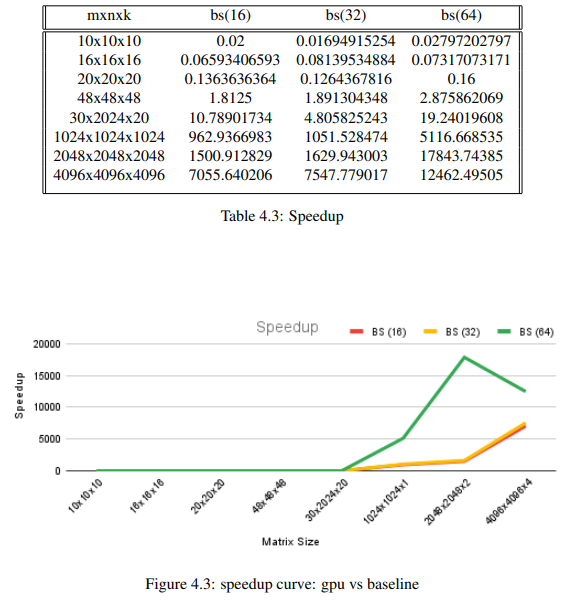 mxnxk bs(16) bs(32) bs(64)
10x10x10 0.02 0.01694915254 0.02797202797
16x16x16 0.06593406593 0.08139534884 0.07317073171
20x20x20 0.1363636364 0.1264367816 0.16
48x48x48 1.8125 1.891304348 2.875862069
30x2024x20 10.78901734 4.805825243 19.24019608
1024x1024x1024 962.9366983 1051.528474 5116.668535
2048x2048x2048 1500.912829 1629.943003 17843.74385
4096x4096x4096 7055.640206 7547.779017 12462.49505
Table 4.3: Speedup
Speedup
BS (16) BS (32) BS (64)
20000
15000
10000
5000
0
Speedup
10x10x10 16x16x16 20x20x20 48x48x48 30x2024x20 1024x1024x1 2048x2048x2 4096x4096x4
Matrix Size
Figure 4.3: speedup curve: gpu vs baseline